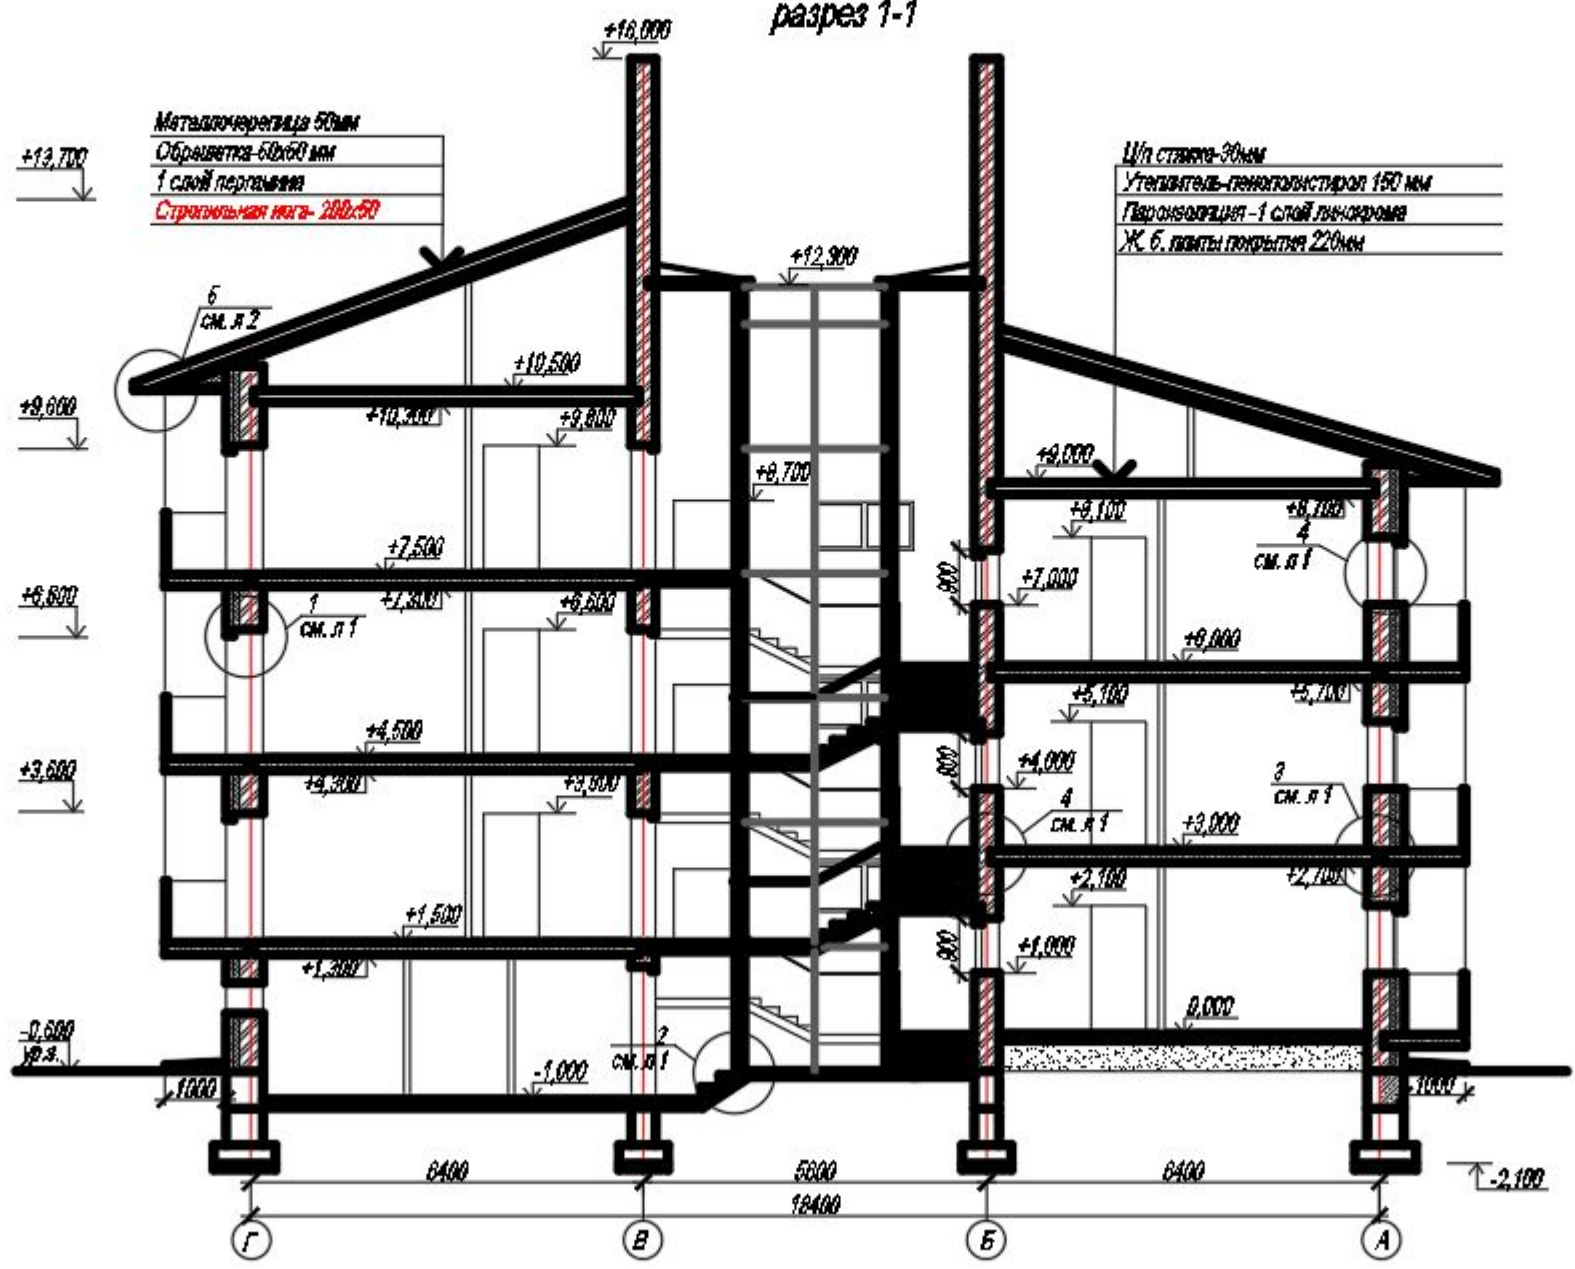 разрез 1-1
+16,000
Металлочерепица 50мм
Обрешетка-50х50 мм
1 слой пергамина
Стропильная нога- 200х50
+13,700
Ц/п стяжка-30мм
Утеплитель-пенополистирол 150 мм
Пароизоляция -1 слой линокрома
Ж. б. плиты покрытия 220мм
+12,900
5
см. л 2
+10,500
+10,300
+9,600
+9,600
+9,000
+8,700
+8,700
+8,100
4
см. л 1
+7,500
+7,300
900
+7,000
+6,600
+6,600
1
см. л 1
+6,000
+5,700
+5,100
+4,500
+4,300
900
+4,000
+3,600
+3,600
3
см. л 1
4
см. л 1
+3,000
+2,700
+2,100
+1,500
+1,300
900
+1,000
0,000
-0,600
ур.з.
2
см. л 1
-1,000
1000
1000
6400
5600
6400
-2,100
18400
Г
В
Б
А